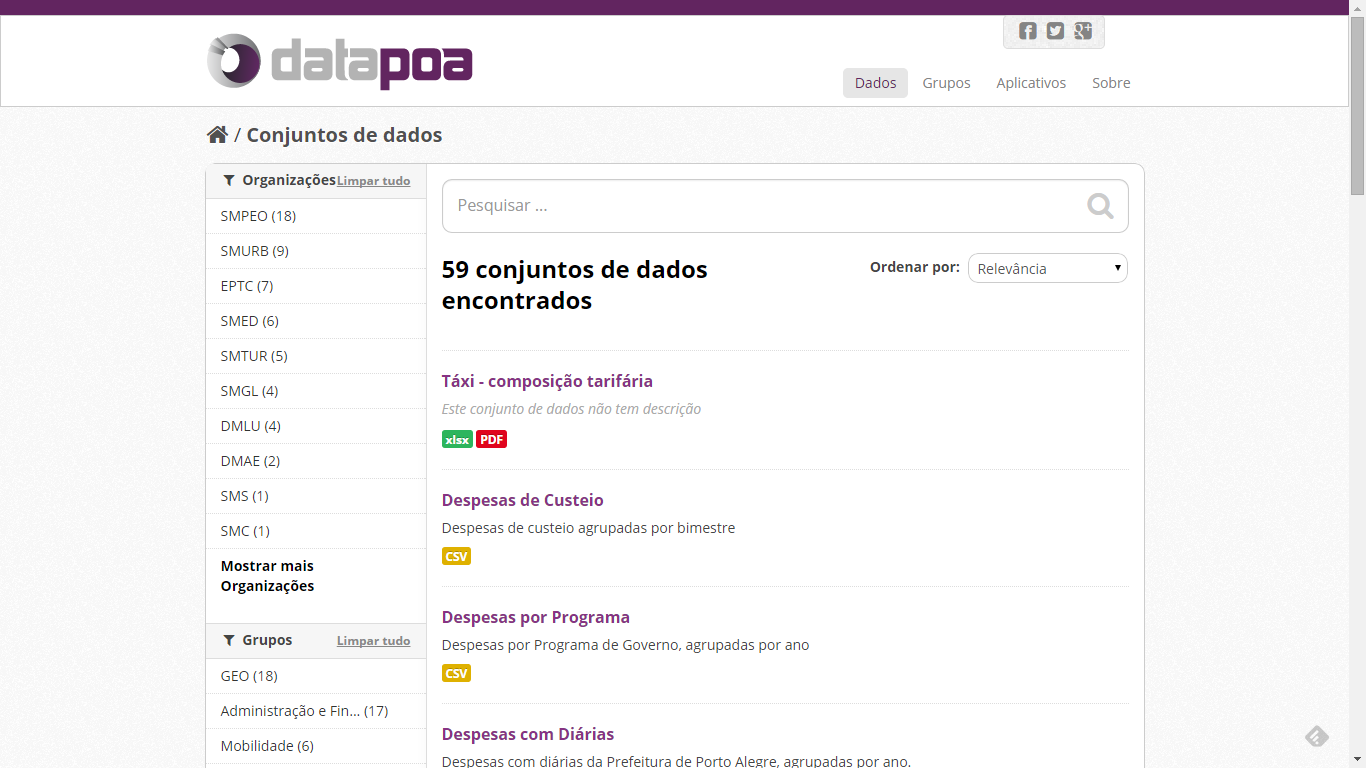 datapoa
Dados Grupos Aplicativos Sobre
/ Conjuntos de dados
Organizações Limpar tudo
SMPEO (18)
SMURB (9)
EPTC (7)
SMED (6)
SMTUR (5)
SMGL (4)
DMLU (4)
DMAE (2)
SMS (1)
SMC (1)
Mostrar mais
Organizações
Grupos Limpar tudo
GEO (18)
Administração e Fin... (17)
Mobilidade (6)
Pesquisar ...
59 conjuntos de dados
encontrados
Ordenar por: Relevância
Táxi - composição tarifária
Este conjunto de dados não tem descrição
xlsx PDF
Despesas de Custeio
Despesas de custeio agrupadas por bimestre
CSV
Despesas por Programa
Despesas por Programa de Governo, agrupadas por ano
CSV
Despesas com Diárias
Despesas com diárias da Prefeitura de Porto Alegre, agrupadas por ano.